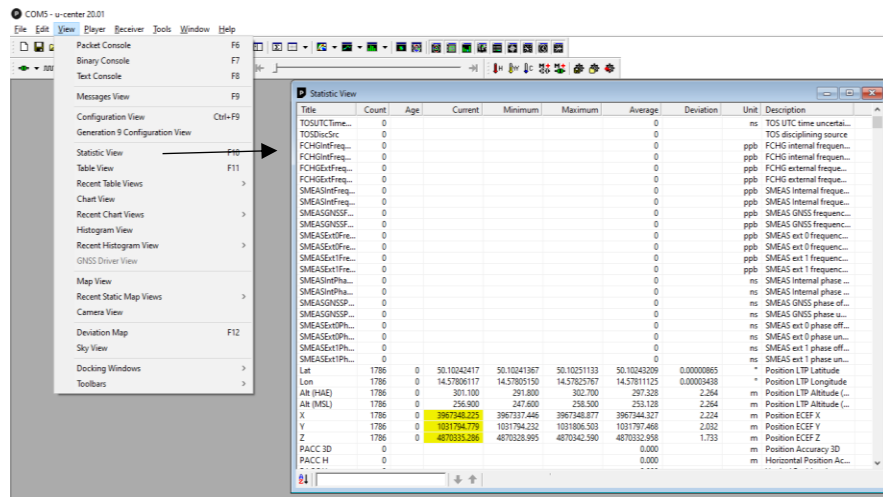 COM5 - u-center 20.01
File Edit View Player Receiver Tools Window Help
Packet Console F6
Binary Console F7
Text Console F8
Messages View F9
Configuration View Ctrl+F9
Generation 9 Configuration View
Statistic View F10
Table View F11
Recent Table Views >
Chart View
Recent Chart Views >
Histogram View
Recent Histogram View >
GNSS Driver View
Map View
Recent Static Map Views >
Camera View
Deviation Map F12
Sky View
Docking Windows >
Toolbars >
Statistic View
Title Count Age Current Minimum Maximum Average Deviation Unit Description
TOSUTCTime... 0 0 ns TOS UTC time uncertai...
TOSDiscSrc 0 0 TOS disciplining source
FCHGIntFreq... 0 0 ppb FCHG internal frequen...
FCHGIntFreq... 0 0 ppb FCHG internal frequen...
FCHGExtFreq... 0 0 ppb FCHG external freque...
FCHGExtFreq... 0 0 ppb FCHG external freque...
SMEASIntFreq... 0 0 ppb SMEAS Internal freque...
SMEASIntFreq... 0 0 ppb SMEAS Internal freque...
SMEASGNSSF... 0 0 ppb SMEAS GNSS frequenc...
SMEASGNSSF... 0 0 ppb SMEAS GNSS frequenc...
SMEASExt0Fre... 0 0 ppb SMEAS ext 0 frequenc...
SMEASExt0Fre... 0 0 ppb SMEAS ext 0 frequenc...
SMEASExt1Fre... 0 0 ppb SMEAS ext 1 frequenc...
SMEASExt1Fre... 0 0 ppb SMEAS ext 1 frequenc...
SMEASIntPha... 0 0 ns SMEAS Internal phase ...
SMEASIntPha... 0 0 ns SMEAS Internal phase ...
SMEASGNSSP... 0 0 ns SMEAS GNSS phase of...
SMEASGNSSP... 0 0 ns SMEAS GNSS phase u...
SMEASExt0Ph... 0 0 ns SMEAS ext 0 phase off...
SMEASExt0Ph... 0 0 ns SMEAS ext 0 phase un...
SMEASExt1Ph... 0 0 ns SMEAS ext 1 phase off...
SMEASExt1Ph... 0 0 ns SMEAS ext 1 phase un...
Lat 1786 0 50.10242417 50.10241367 50.10251133 50.10243209 0.00000865 ° Position LTP Latitude
Lon 1786 0 14.57806117 14.57805150 14.57825767 14.57811125 0.00003438 ° Position LTP Longitude
Alt (HAE) 1786 0 301.100 291.800 302.700 297.328 2.264 m Position LTP Altitude (...
Alt (MSL) 1786 0 256.900 247.600 258.500 253.128 2.264 m Position LTP Altitude (...
X 1786 0 3967348.225 3967337.446 3967348.877 3967344.327 2.224 m Position ECEF X
Y 1786 0 1031794.779 1031794.232 1031806.503 1031797.468 2.032 m Position ECEF Y
Z 1786 0 4870335.286 4870328.995 4870342.590 4870332.958 1.733 m Position ECEF Z
PACC 3D 0 0.000 m Position Accuracy 3D
PACC H 0 0.000 m Horizontal Position Ac...